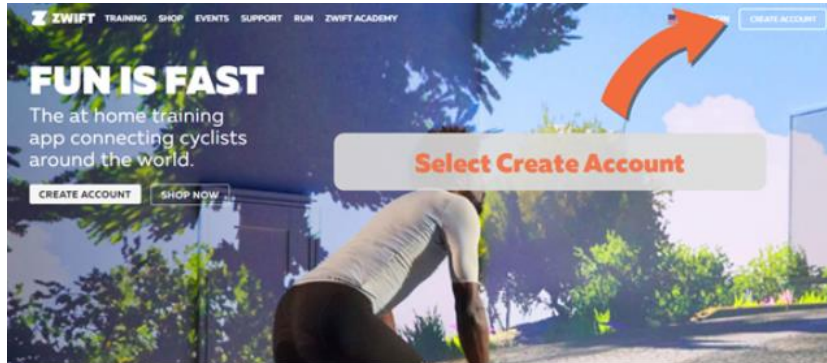 ZWIFT TRAINING SHOP EVENTS SUPPORT RUN ZWIFT ACADEMY
CREATE ACCOUNT
FUN IS FAST
The at home training
app connecting cyclists
around the world.
Select Create Account
CREATE ACCOUNT SHOP NOW